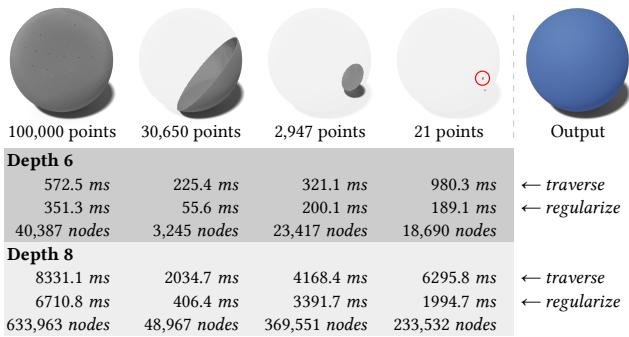 100,000 points 30,650 points 2,947 points 21 points Output
Depth 6
572.5 ms 225.4 ms 321.1 ms 980.3 ms ← traverse
351.3 ms 55.6 ms 200.1 ms 189.1 ms ← regularize
40,387 nodes 3,245 nodes 23,417 nodes 18,690 nodes
Depth 8
8331.1 ms 2034.7 ms 4168.4 ms 6295.8 ms ← traverse
6710.8 ms 406.4 ms 3391.7 ms 1994.7 ms ← regularize
633,963 nodes 48,967 nodes 369,551 nodes 233,532 nodes